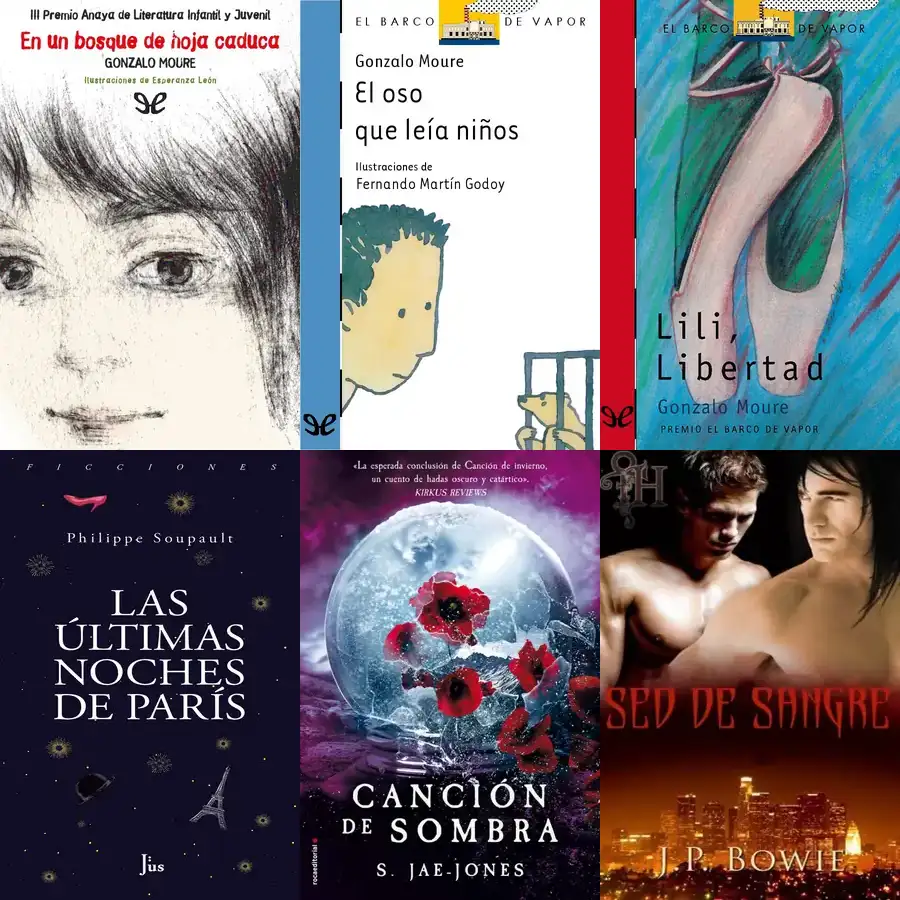 III Premio Anaya de Literatura Infantil y Juvenil
En un bosque de hoja caduca
GONZALO MOURE
Ilustraciones de Esperanza León
EL BARCO DE VAPOR
Gonzalo Moure
El oso
que leía niños
Ilustraciones de
Fernando Martín Godoy
EL BARCO DE VAPOR
Lili,
Libertad
Gonzalo Moure
PREMIO EL BARCO DE VAPOR
FICCIONES
Philippe Soupault
LAS
ÚLTIMAS
NOCHES
DE PARÍS
Jus
«La esperada conclusión de Canción de invierno,
un cuento de hadas oscuro y catártico».
KIRKUS REVIEWS
CANCIÓN
DE SOMBRA
S. JAE-JONES
rocaeditorial
TH
SED DE SANGRE
J.P. BOWIE